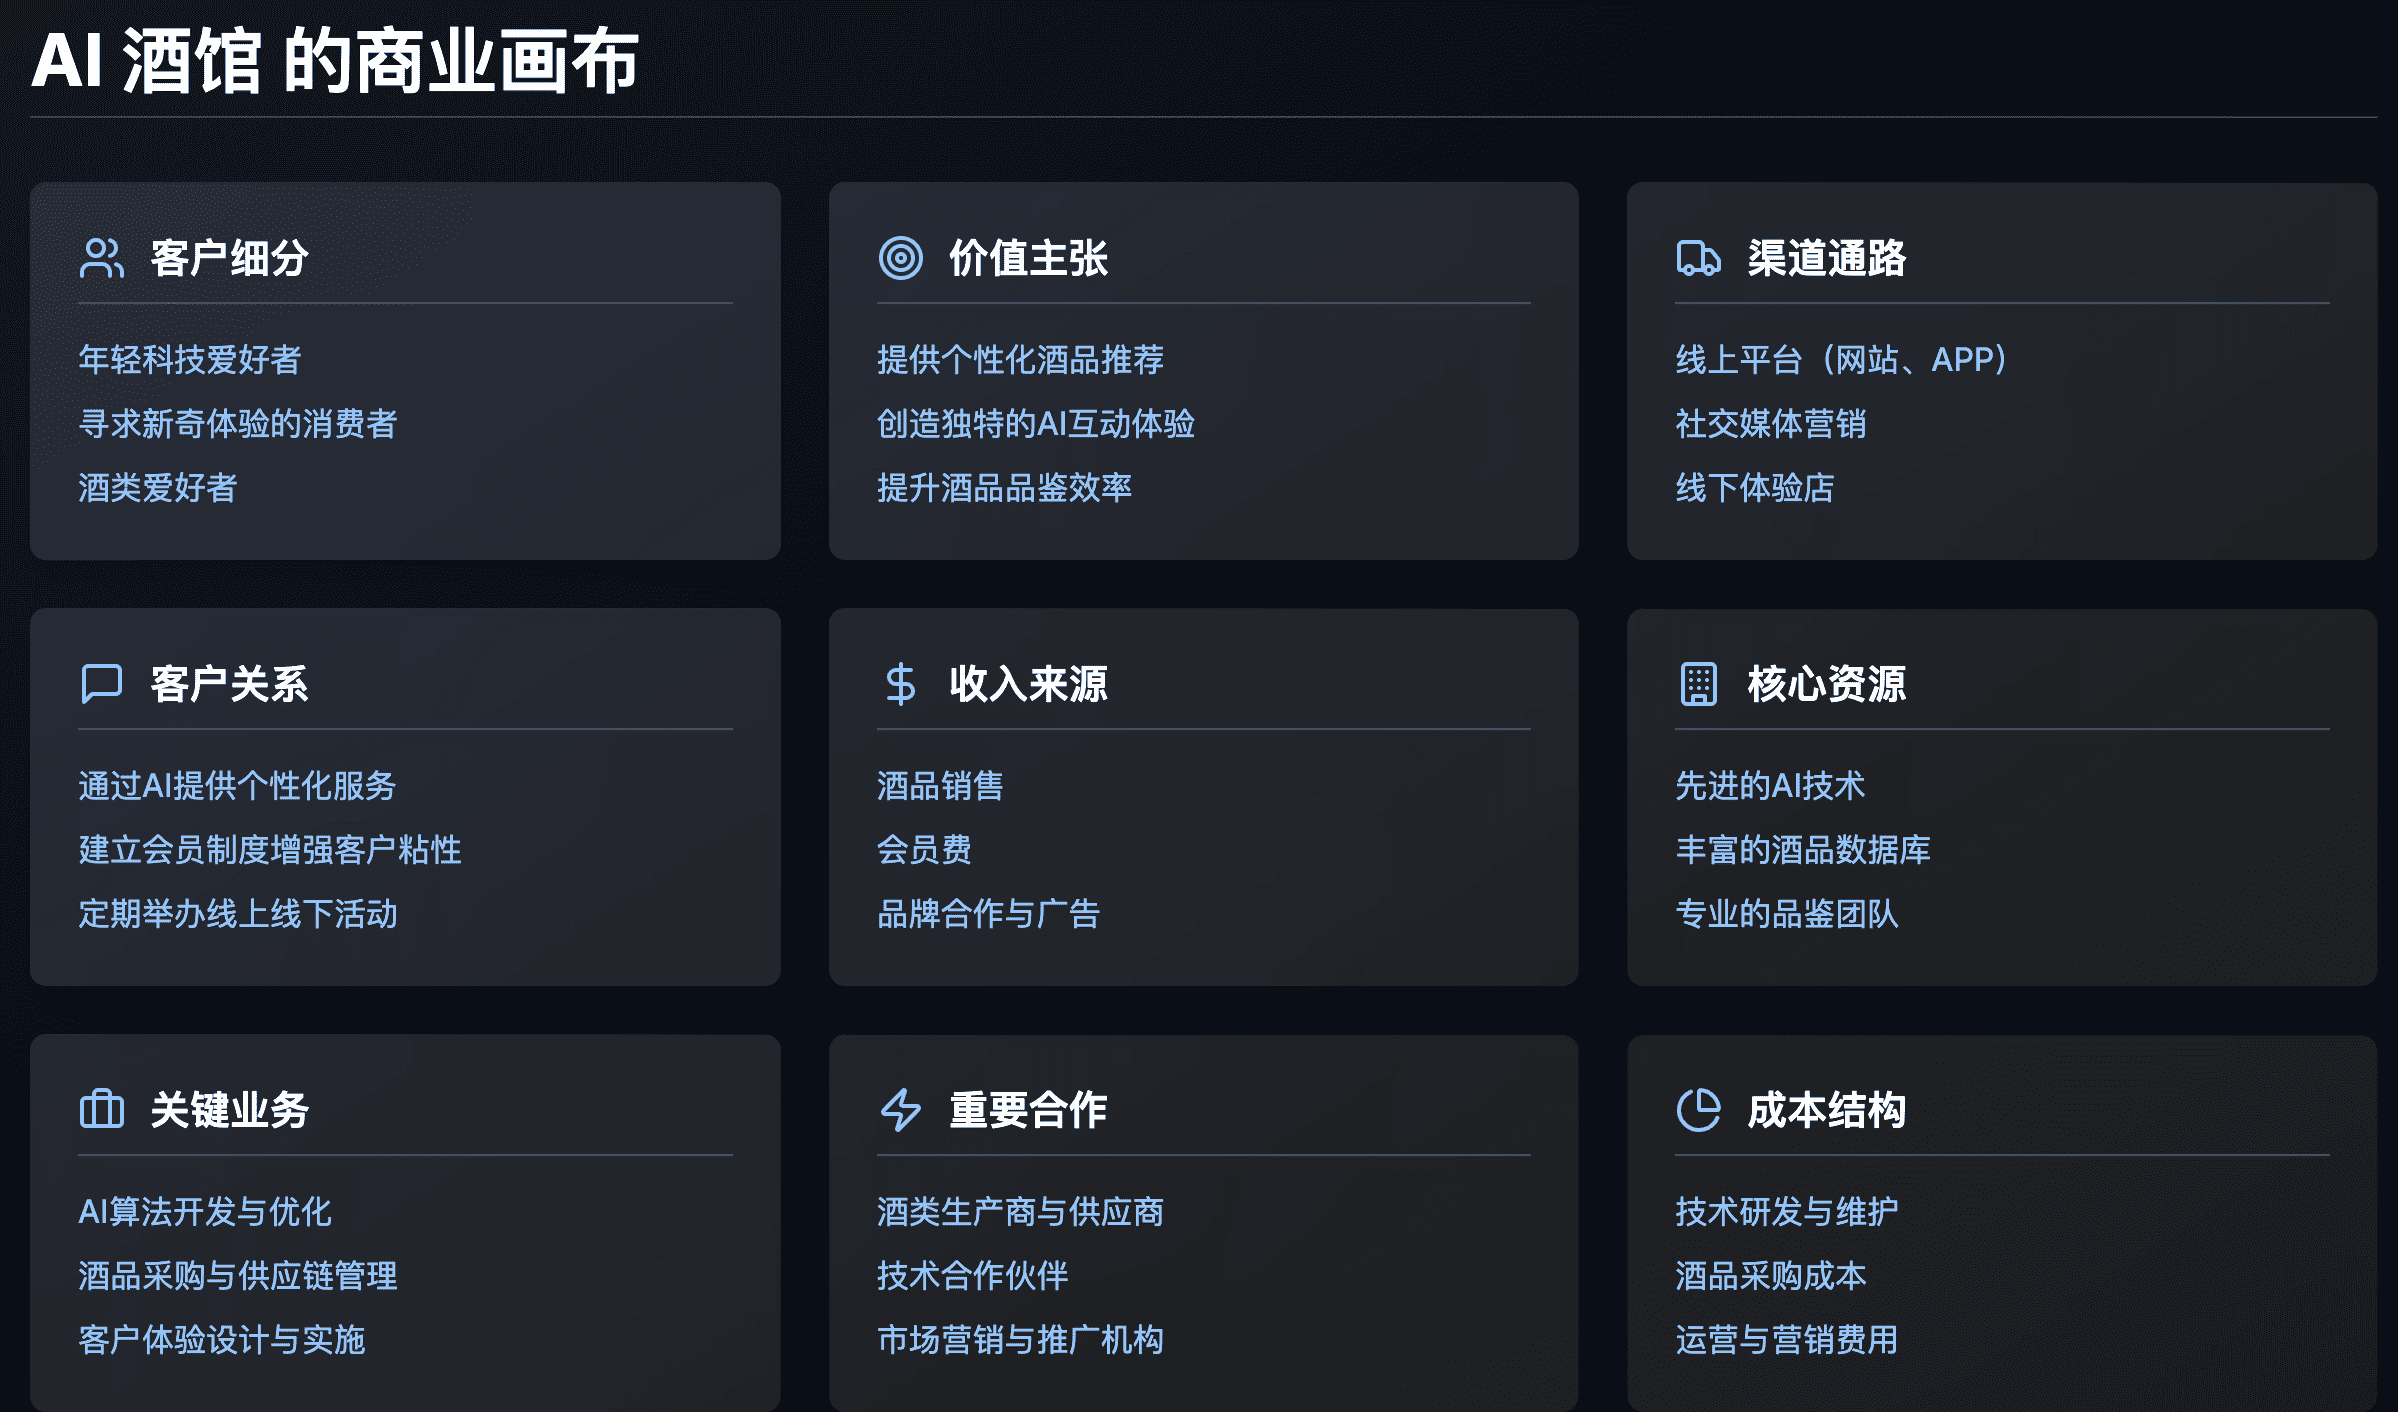 AI 酒馆 的商业画布
客户细分
年轻科技爱好者
寻求新奇体验的消费者
酒类爱好者
价值主张
提供个性化酒品推荐
创造独特的AI互动体验
提升酒品品鉴效率
渠道通路
线上平台（网站、APP）
社交媒体营销
线下体验店
客户关系
通过AI提供个性化服务
建立会员制度增强客户粘性
定期举办线上线下活动
收入来源
酒品销售
会员费
品牌合作与广告
核心资源
先进的AI技术
丰富的酒品数据库
专业的品鉴团队
关键业务
AI算法开发与优化
酒品采购与供应链管理
客户体验设计与实施
重要合作
酒类生产商与供应商
技术合作伙伴
市场营销与推广机构
成本结构
技术研发与维护
酒品采购成本
运营与营销费用